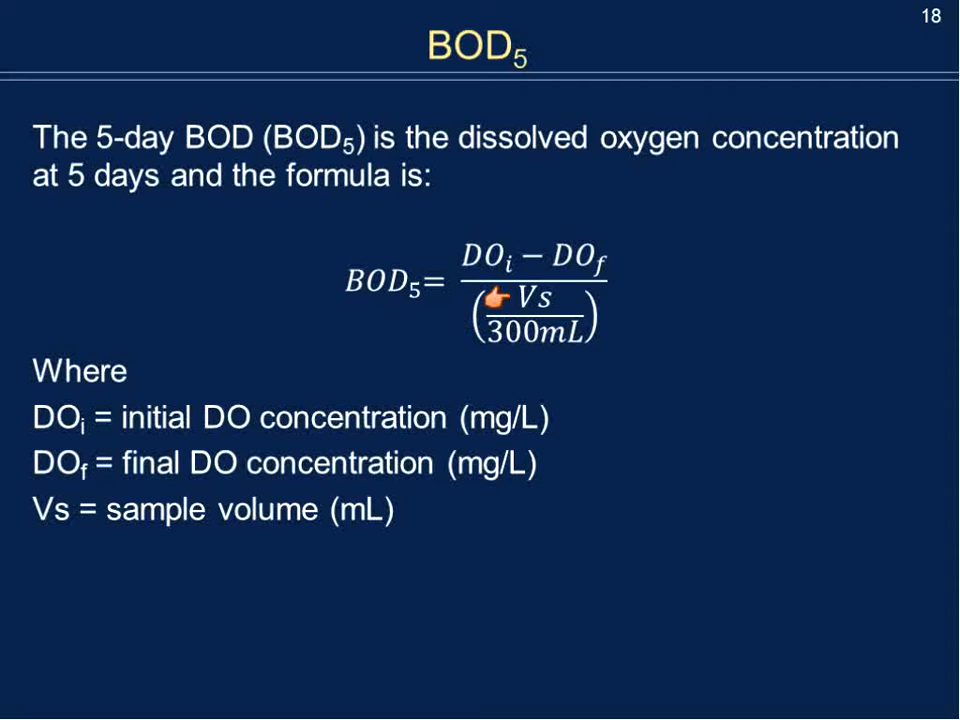 18
BOD₅
The 5-day BOD (BOD₅) is the dissolved oxygen concentration
at 5 days and the formula is:
BOD₅= (DOᵢ − DO_f) / (Vs / 300mL)
Where
DOᵢ = initial DO concentration (mg/L)
DO_f = final DO concentration (mg/L)
Vs = sample volume (mL)